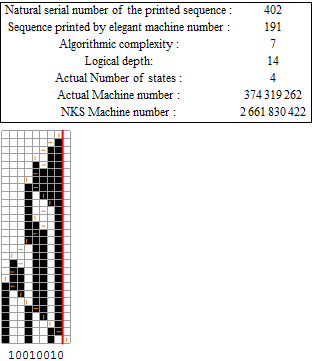 Natural serial number of the printed sequence : 402
Sequence printed by elegant machine number : 191
Algorithmic complexity : 7
Logical depth: 14
Actual Number of states : 4
Actual Machine number : 374 319 262
NKS Machine number : 2 661 830 422
10010010